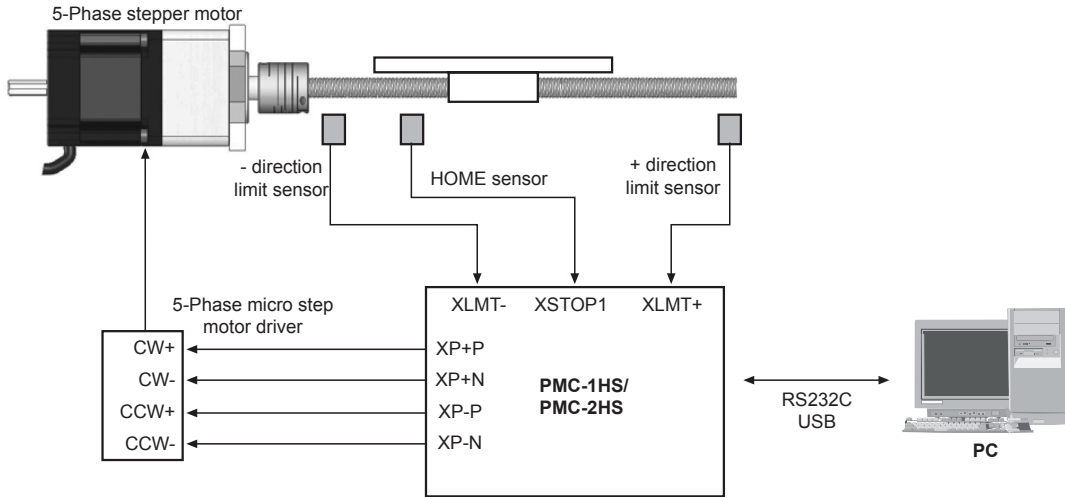 5-Phase stepper motor
- direction
limit sensor
HOME sensor
+ direction
limit sensor
5-Phase micro step
motor driver
XLMT-
XSTOP1
XLMT+
CW+
CW-
CCW+
CCW-
XP+P
XP+N
XP-P
XP-N
PMC-1HS/
PMC-2HS
RS232C
USB
PC